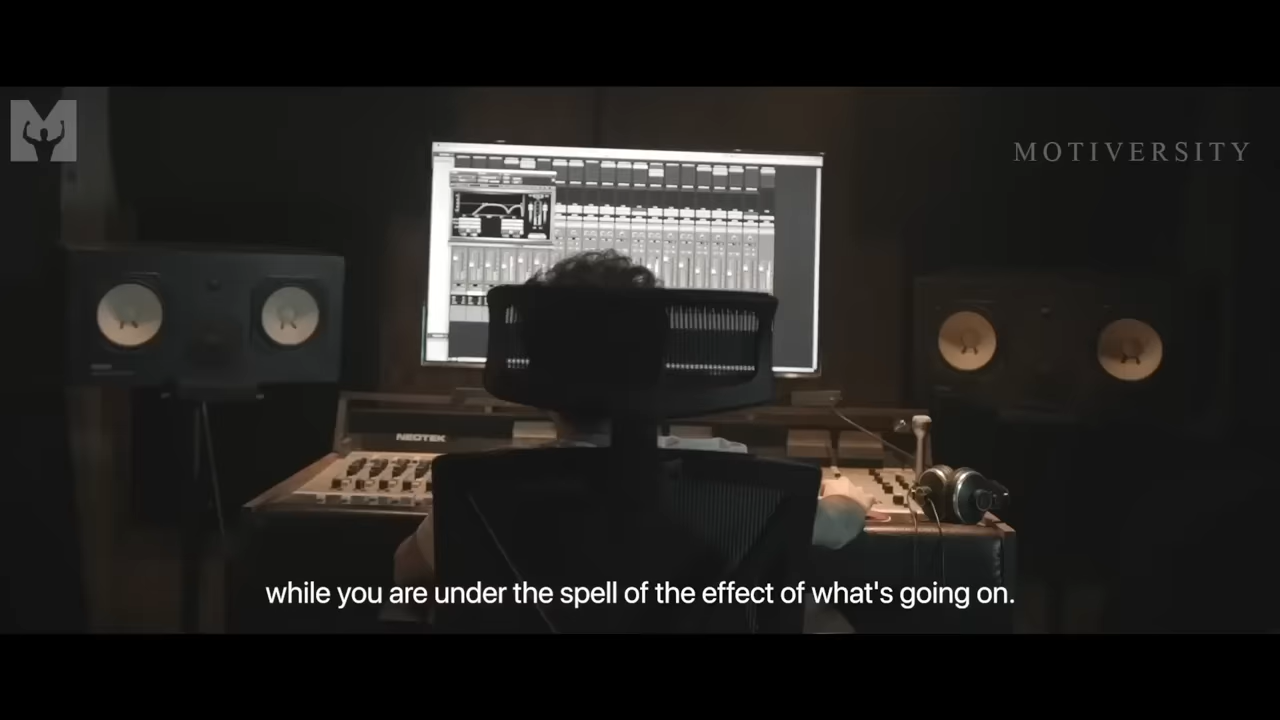 MOTIVERSITY
NEOTEK
while you are under the spell of the effect of what's going on.